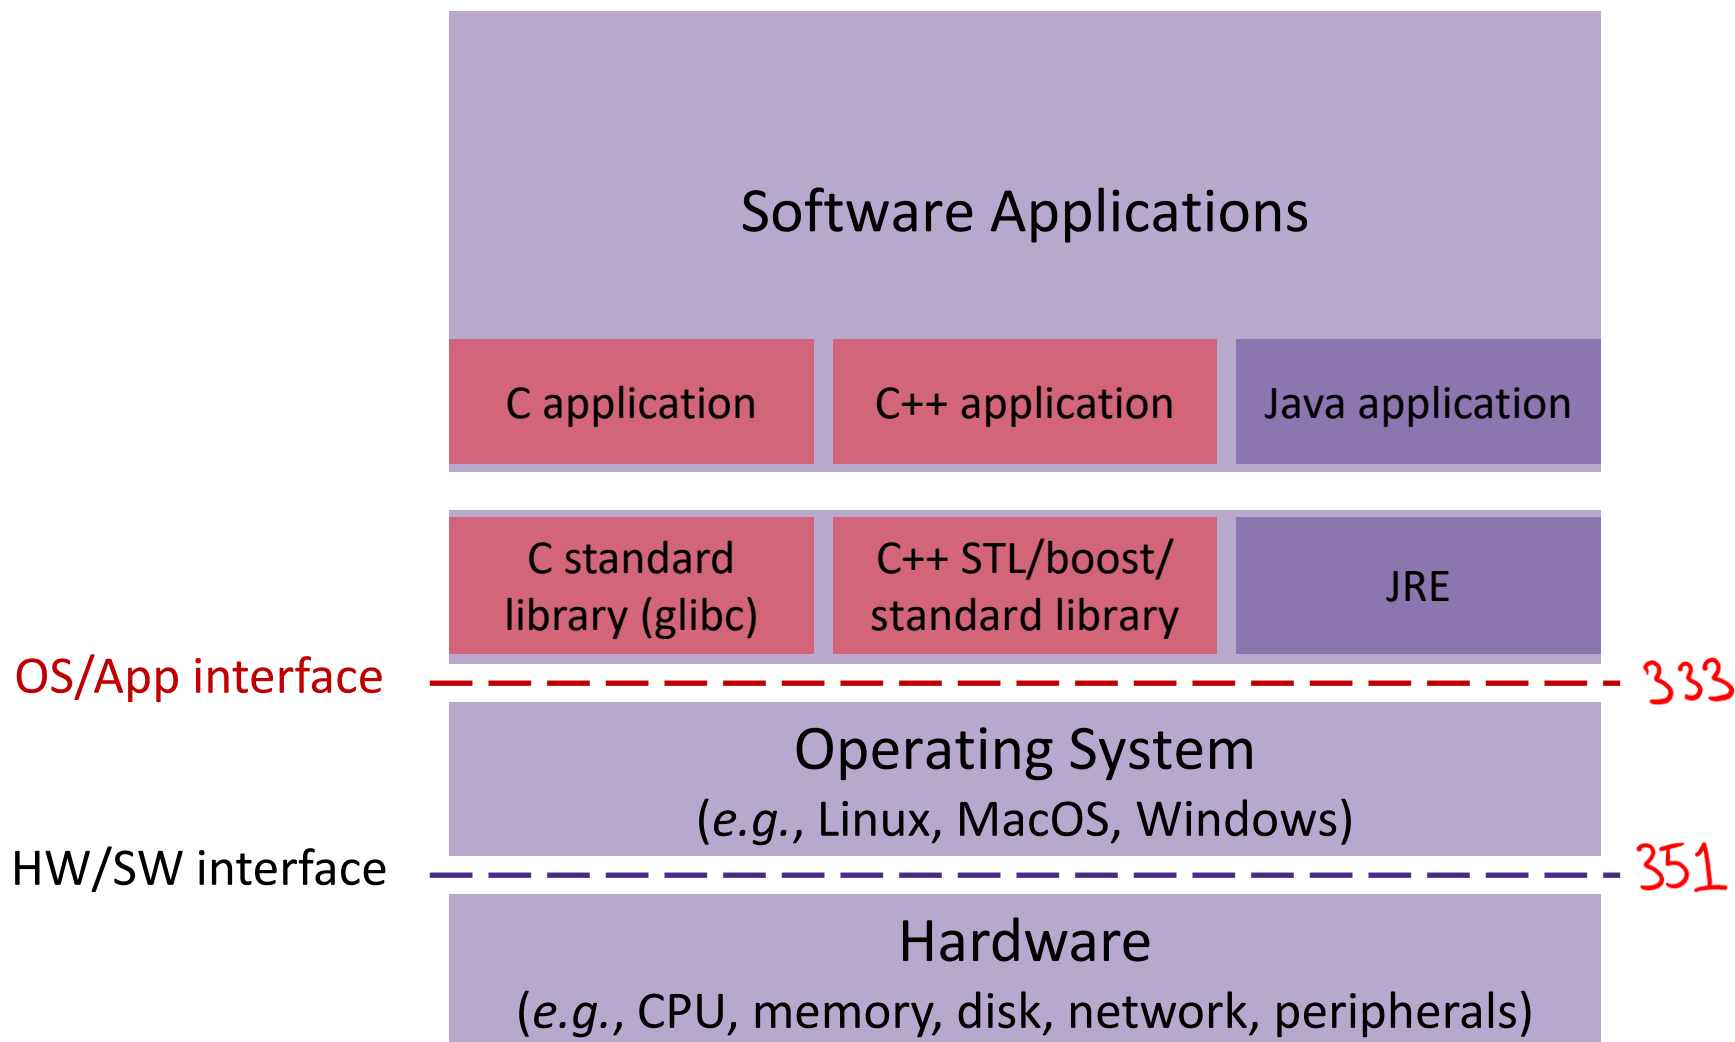 Software Applications
C application
C++ application
Java application
C standard
library (glibc)
C++ STL/boost/
standard library
JRE
OS/App interface
333
Operating System
(e.g., Linux, MacOS, Windows)
HW/SW interface
351
Hardware
(e.g., CPU, memory, disk, network, peripherals)